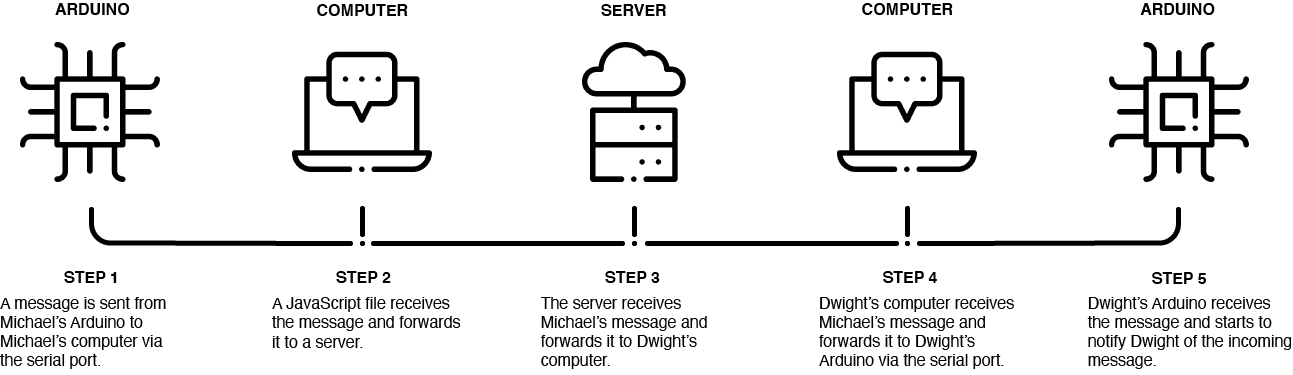 ARDUINO
COMPUTER
SERVER
COMPUTER
ARDUINO
STEP 1
A message is sent from
Michael’s Arduino to
Michael’s computer via
the serial port.
STEP 2
A JavaScript file receives
the message and forwards
it to a server.
STEP 3
The server receives
Michael’s message and
forwards it to Dwight’s
computer.
STEP 4
Dwight’s computer receives
Michael’s message and
forwards it to Dwight’s
Arduino via the serial port.
STEP 5
Dwight’s Arduino receives
the message and starts to
notify Dwight of the incoming
message.